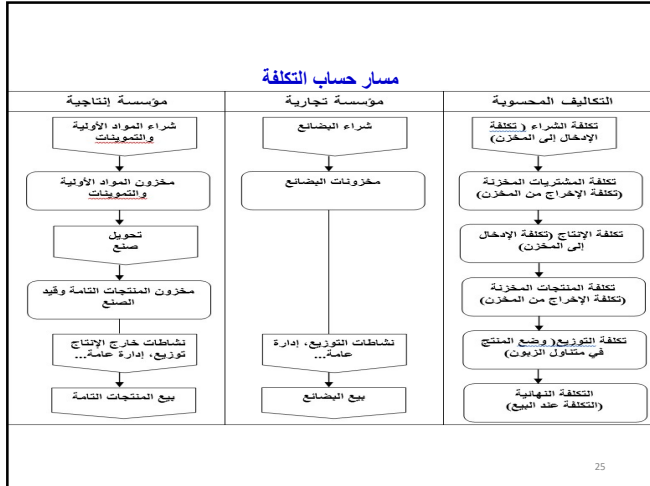 مسار حساب التكلفة
التكاليف المحسوبة
مؤسسة تجارية
مؤسسة إنتاجية
تكلفة الشراء ( تكلفة
الإدخال إلى المخزن)
شراء البضائع
شراء المواد الأولية
والتموينات
تكلفة المشتريات المخزنة
(تكلفة الإخراج من المخزن)
مخزونات البضائع
مخزون المواد الأولية
والتموينات
تكلفة الإنتاج (تكلفة الإدخال
إلى المخزن)
تحويل
صنع
تكلفة المنتجات المخزنة
(تكلفة الإخراج من المخزن)
مخزون المنتجات التامة وقيد
الصنع
تكلفة التوزيع( وضع المنتج
في متناول الزبون)
نشاطات التوزيع، إدارة
عامة...
نشاطات خارج الإنتاج
توزيع، إدارة عامة...
التكلفة النهائية
(التكلفة عند البيع)
بيع البضائع
بيع المنتجات التامة
25